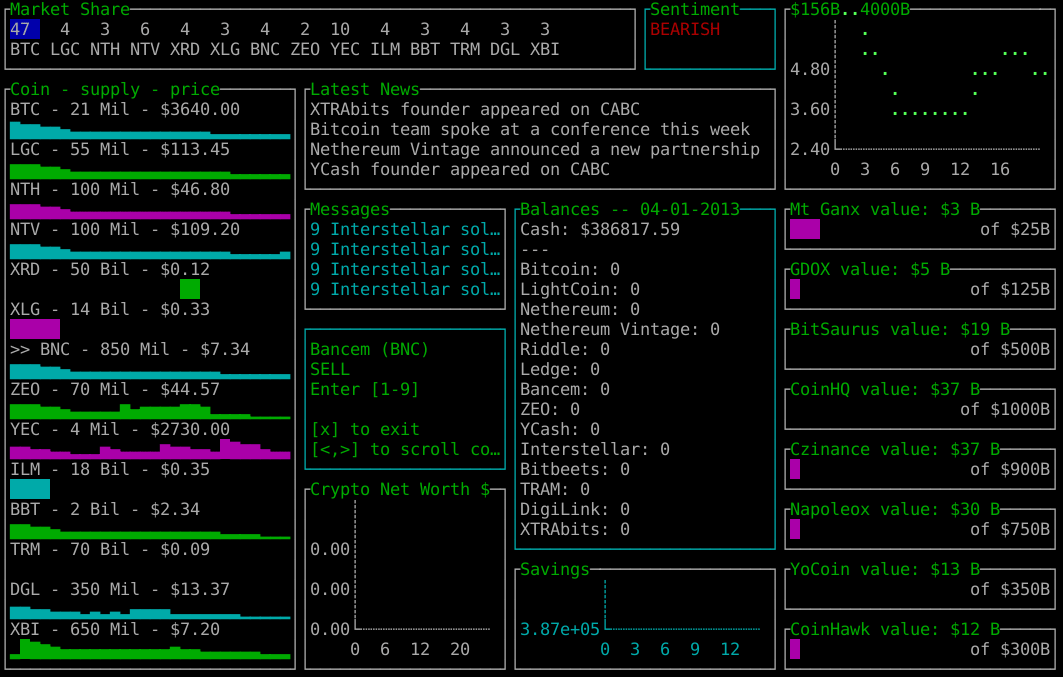 Market Share
47 4 3 6 4 3 4 2 10 4 4 3 3 3
BTC LGC NTH NTV XRD XLG BNC ZEO YEC ILM BBT TRM DGL XBI
Sentiment
BEARISH
$156B..4000B
4.80
3.60
2.40
0 3 6 9 12 16
Coin - supply - price
BTC - 21 Mil - $3640.00
LGC - 55 Mil - $113.45
NTH - 100 Mil - $46.80
NTV - 100 Mil - $109.20
XRD - 50 Bil - $0.12
XLG - 14 Bil - $0.33
>> BNC - 850 Mil - $7.34
ZEO - 70 Mil - $44.57
YEC - 4 Mil - $2730.00
ILM - 18 Bil - $0.35
BBT - 2 Bil - $2.34
TRM - 70 Bil - $0.09
DGL - 350 Mil - $13.37
XBI - 650 Mil - $7.20
Latest News
XTRAbits founder appeared on CABC
Bitcoin team spoke at a conference this week
Nethereum Vintage announced a new partnership
YCash founder appeared on CABC
Messages
9 Interstellar sol…
9 Interstellar sol…
9 Interstellar sol…
9 Interstellar sol…
Bancem (BNC)
SELL
Enter [1-9]
[x] to exit
[<,>] to scroll co…
Crypto Net Worth $
0.00
0.00
0.00
0 6 12 20
Balances -- 04-01-2013
Cash: $386817.59
---
Bitcoin: 0
LightCoin: 0
Nethereum: 0
Nethereum Vintage: 0
Riddle: 0
Ledge: 0
Bancem: 0
ZEO: 0
YCash: 0
Interstellar: 0
Bitbeets: 0
TRAM: 0
DigiLink: 0
XTRAbits: 0
Savings
3.87e+05
0 3 6 9 12
Mt Ganx value: $3 B
of $25B
GDOX value: $5 B
of $125B
BitSaurus value: $19 B
of $500B
CoinHQ value: $37 B
of $1000B
Czinance value: $37 B
of $900B
Napoleox value: $30 B
of $750B
YoCoin value: $13 B
of $350B
CoinHawk value: $12 B
of $300B